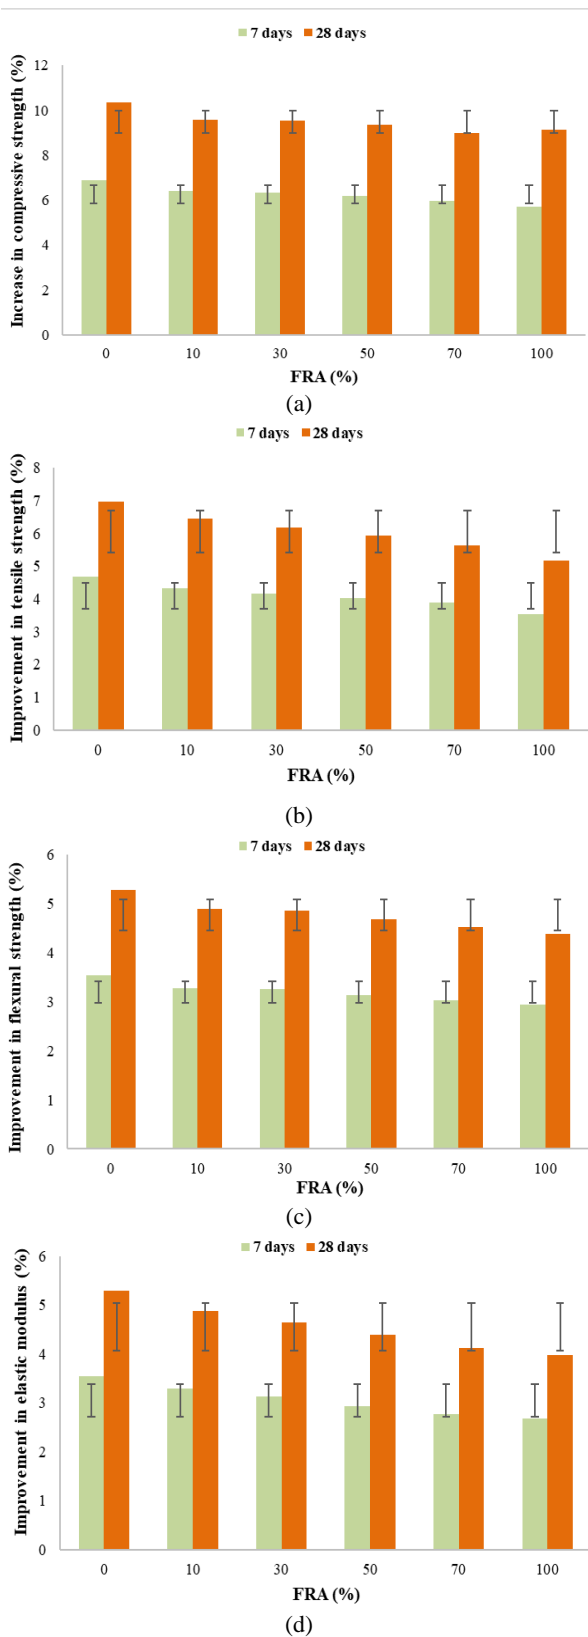 7 days 28 days
Increase in compressive strength (%)
12
10
8
6
4
2
0
0 10 30 50 70 100
FRA (%)
(a)
7 days 28 days
Improvement in tensile strength (%)
8
7
6
5
4
3
2
1
0
0 10 30 50 70 100
FRA (%)
(b)
7 days 28 days
Improvement in flexural strength (%)
6
5
4
3
2
1
0
0 10 30 50 70 100
FRA (%)
(c)
7 days 28 days
Improvement in elastic modulus (%)
6
5
4
3
2
1
0
0 10 30 50 70 100
FRA (%)
(d)